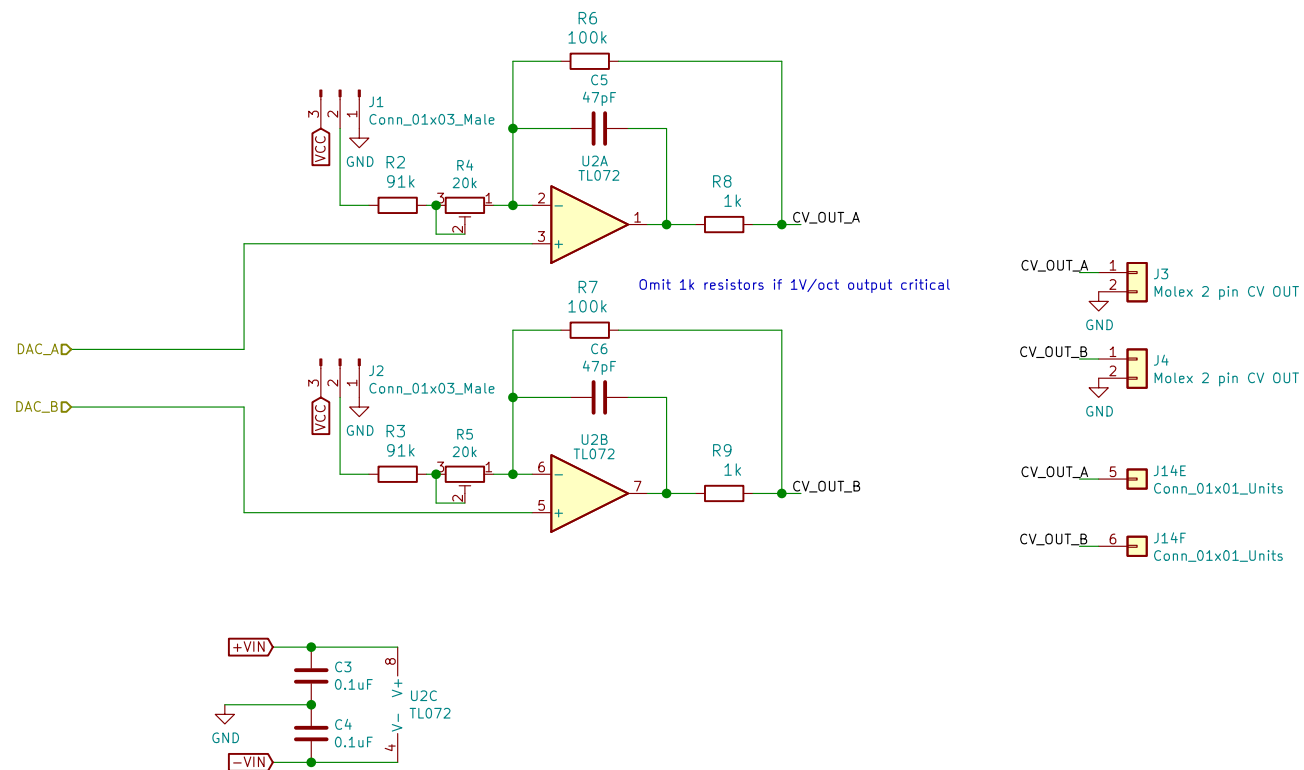 R6
100k
C5
47pF
J1
Conn_01x03_Male
3
2
1
VCC
GND
R2
91k
R4
20k
3
1
2
U2A
TL072
2
−
3
+
1
R8
1k
CV_OUT_A
Omit 1k resistors if 1V/oct output critical
R7
100k
C6
47pF
DAC_A
DAC_B
J2
Conn_01x03_Male
3
2
1
VCC
GND
R3
91k
R5
20k
3
1
2
U2B
TL072
6
−
5
+
7
R9
1k
CV_OUT_B
CV_OUT_A
1
2
J3
Molex 2 pin CV OUT
GND
CV_OUT_B
1
2
J4
Molex 2 pin CV OUT
GND
CV_OUT_A
5
J14E
Conn_01x01_Units
CV_OUT_B
6
J14F
Conn_01x01_Units
+VIN
C3
0.1uF
8
V+
U2C
TL072
GND
C4
0.1uF
V−
4
−VIN